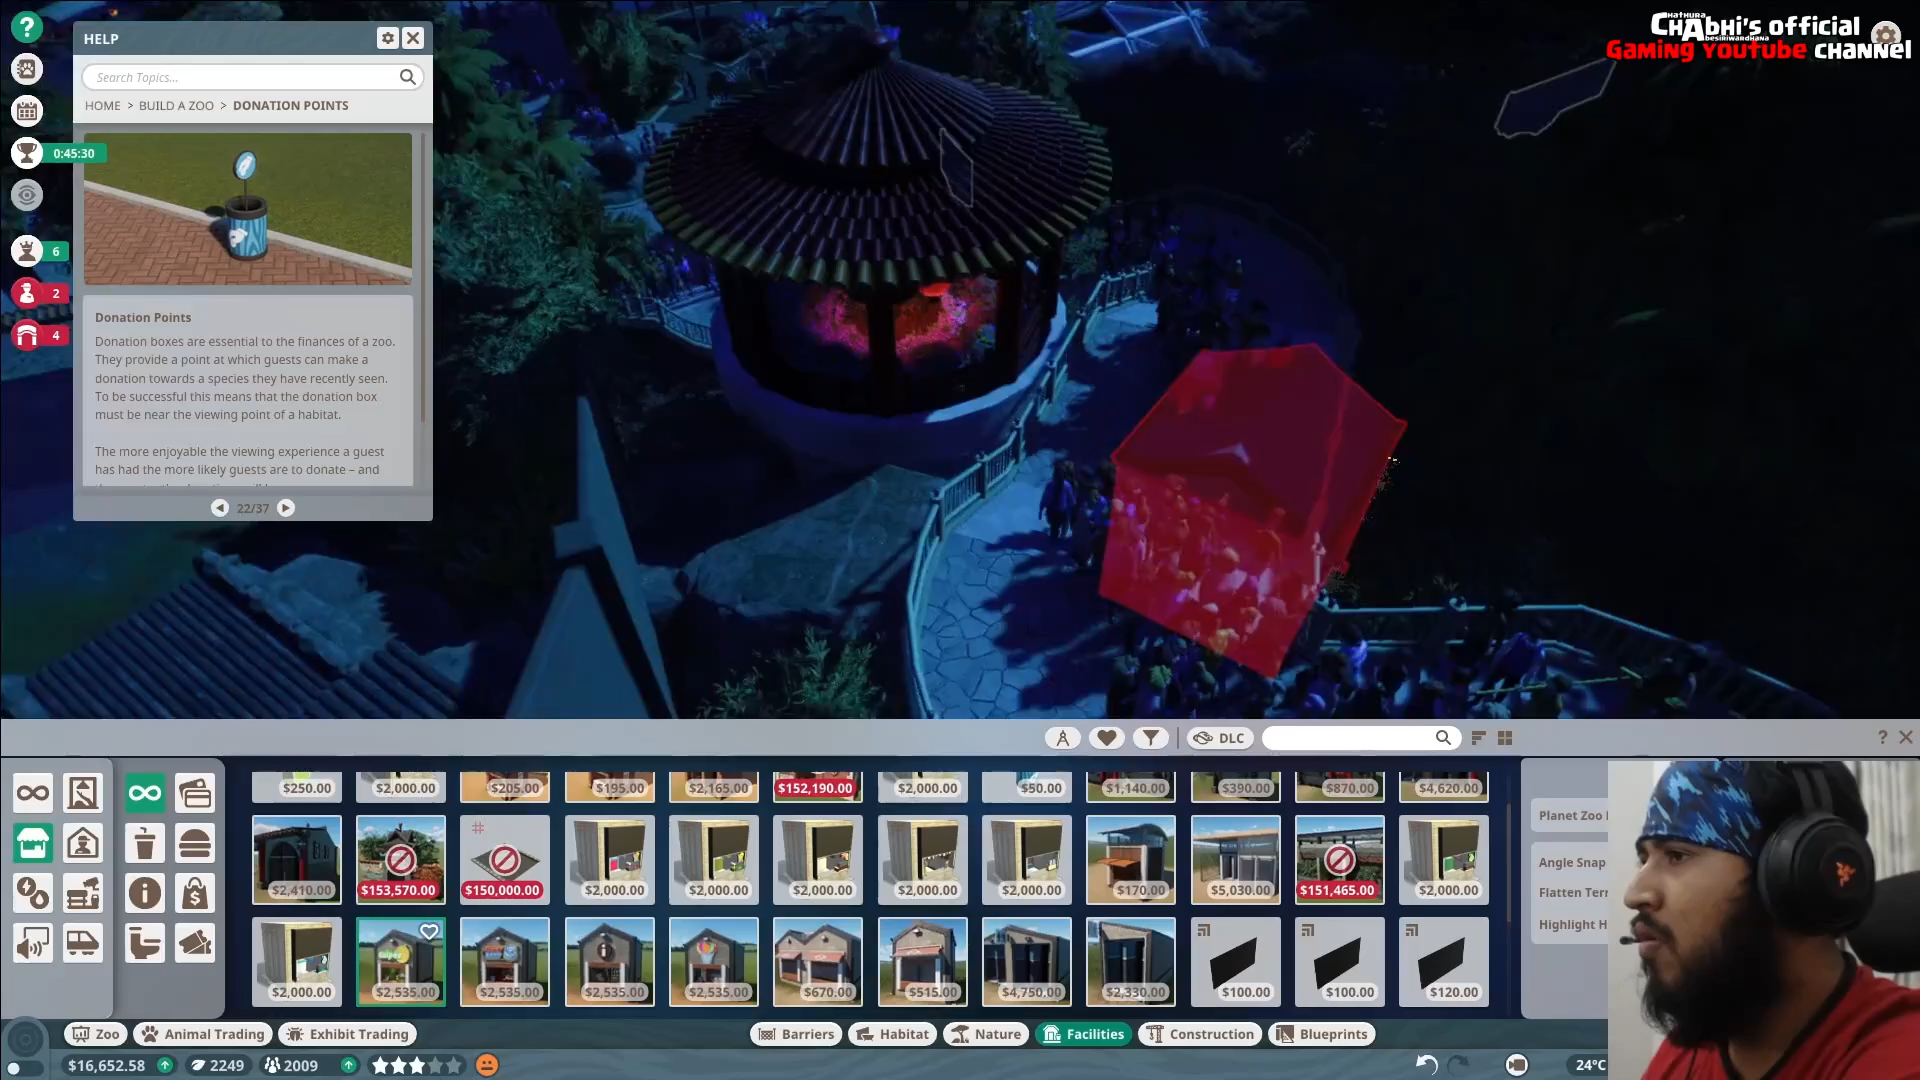 HELP
Search Topics...
HOME > BUILD A ZOO > DONATION POINTS
0:45:30
6
2
4
Donation Points
Donation boxes are essential to the finances of a zoo.
They provide a point at which guests can make a
donation towards a species they have recently seen.
To be successful this means that the donation box
must be near the viewing point of a habitat.
The more enjoyable the viewing experience a guest
has had the more likely guests are to donate – and
22/37
CHATHURA
CHABhi's official
besiriwardhana
Gaming YOUTUBE channel
DLC
?
$250.00 $2,000.00 $205.00 $195.00 $2,165.00 $152,190.00 $2,000.00 $50.00 $1,140.00 $390.00 $870.00 $4,620.00
$2,410.00 $153,570.00 $150,000.00 $2,000.00 $2,000.00 $2,000.00 $2,000.00 $2,000.00 $170.00 $5,030.00 $151,465.00 $2,000.00
$2,000.00 $2,535.00 $2,535.00 $2,535.00 $2,535.00 $670.00 $515.00 $4,750.00 $2,330.00 $100.00 $100.00 $120.00
Planet Zoo
Angle Snap
Flatten Terr
Highlight H
Zoo Animal Trading Exhibit Trading Barriers Habitat Nature Facilities Construction Blueprints
$16,652.58 2249 2009 24°C